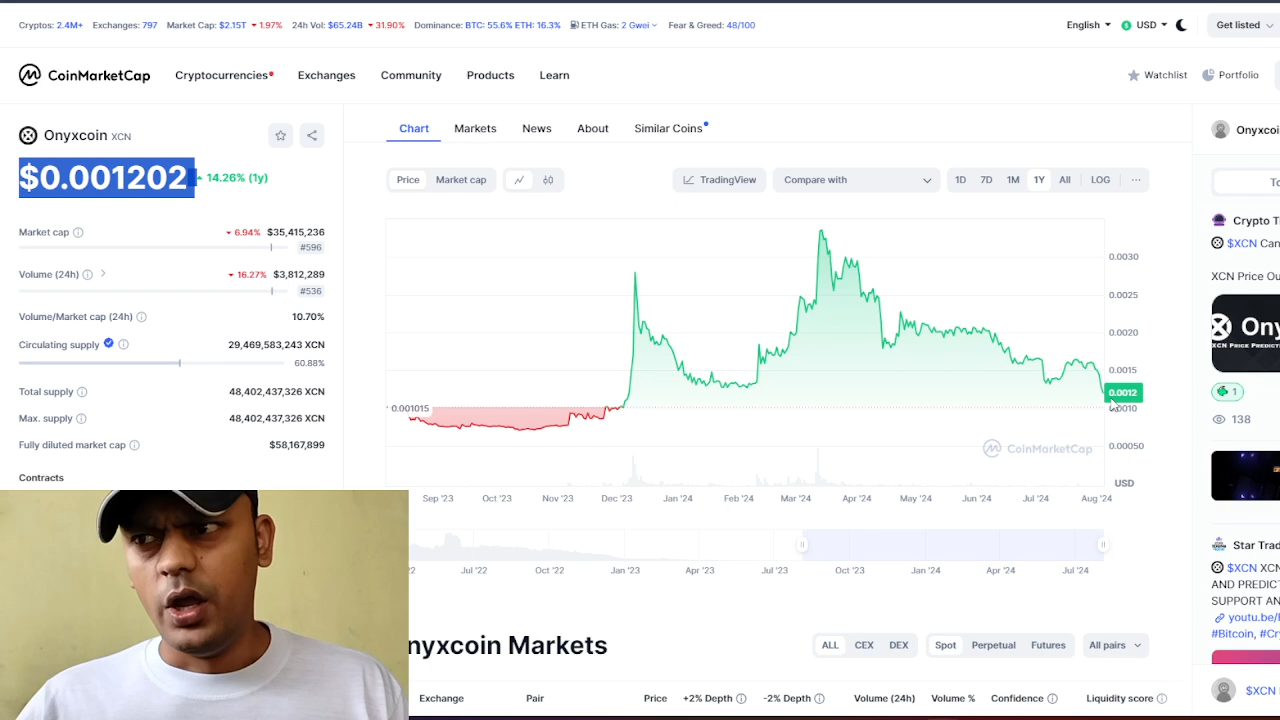 Cryptos: 2.4M+ Exchanges: 797 Market Cap: $2.15T 1.97% 24h Vol: $65.24B 31.90% Dominance: BTC: 55.6% ETH: 16.3% ETH Gas: 2 Gwei Fear & Greed: 48/100 English USD Get listed
CoinMarketCap Cryptocurrencies Exchanges Community Products Learn Watchlist Portfolio
Onyxcoin XCN
$0.001202 14.26% (1y)
Market cap 6.94% $35,415,236
#596
Volume (24h) 16.27% $3,812,289
#536
Volume/Market cap (24h) 10.70%
Circulating supply 29,469,583,243 XCN
60.88%
Total supply 48,402,437,326 XCN
Max. supply 48,402,437,326 XCN
Fully diluted market cap $58,167,899
Contracts
Chart Markets News About Similar Coins
Price Market cap TradingView Compare with 1D 7D 1M 1Y All LOG ...
0.0030
0.0025
0.0020
0.0015
0.0012
0.0010
0.00050
0.001015
CoinMarketCap
USD
Sep '23 Oct '23 Nov '23 Dec '23 Jan '24 Feb '24 Mar '24 Apr '24 May '24 Jun '24 Jul '24 Aug '24
Jul '22 Oct '22 Jan '23 Apr '23 Jul '23 Oct '23 Jan '24 Apr '24 Jul '24
nyxcoin Markets ALL CEX DEX Spot Perpetual Futures All pairs
Exchange Pair Price +2% Depth -2% Depth Volume (24h) Volume % Confidence Liquidity score
Onyxcoi
To
Crypto T
$XCN Can
XCN Price Ou
Ony
XCN PRICE PREDICTI
1
138
Star Trad
$XCN XCN
AND PREDIC
SUPPORT AN
youtu.be/
#Bitcoin, #Cr
$XCN